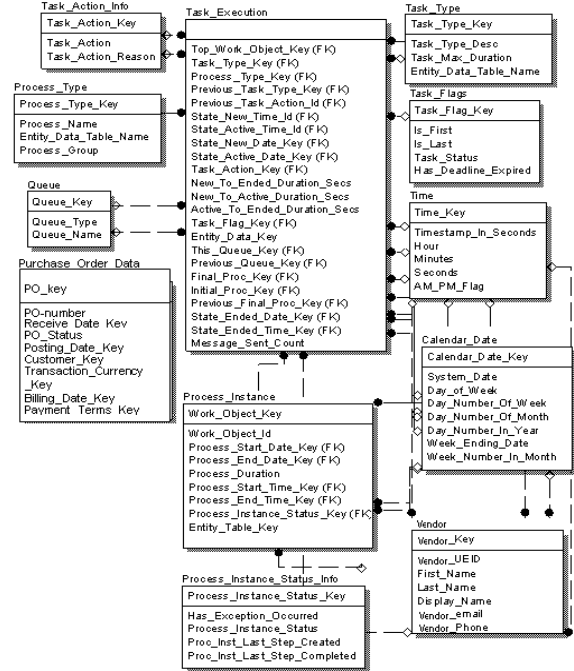 Task_Action_Info
Task_Action_Key
Task_Action
Task_Action_Reason
Process_Type
Process_Type_Key
Process_Name
Entity_Data_Table_Name
Process_Group
Queue
Queue_Key
Queue_Type
Queue_Name
Purchase Order Data
PO_key
PO-number
Receive Date Key
PO_Status
Posting_Date_Key
Customer_Key
Transaction_Currency
_Key
Billing_Date_Key
Payment Terms Key
Task_Execution
Top_Work_Object_Key (FK)
Task_Type_Key (FK)
Process_Type_Key (FK)
Previous_Task_Type_Key (FK)
Previous_Task_Action_Id (FK)
State_New_Time_Id (FK)
State_Active_Time_Id (FK)
State_New_Date_Key (FK)
State_Active_Date_Key (FK)
Task_Action_Key (FK)
New_To_Ended_Duration_Secs
New_To_Active_Duration_Secs
Active_To_Ended_Duration_Secs
Task_Flag_Key (FK)
Entity_Data_Key
This_Queue_Key (FK)
Previous_Queue_Key (FK)
Final_Proc_Key (FK)
Initial_Proc_Key (FK)
Previous_Final_Proc_Key (FK)
State_Ended_Date_Key (FK)
State_Ended_Time_Key (FK)
Message_Sent_Count
Process_Instance
Work_Object_Key
Work_Object_Id
Process_Start_Date_Key (FK)
Process_End_Date_Key (FK)
Process_Duration
Process_Start_Time_Key (FK)
Process_End_Time_Key (FK)
Process_Instance_Status_Key (FK)
Entity_Table_Key
Process_Instance_Status_Info
Process_Instance_Status_Key
Has_Exception_Occurred
Process_Instance_Status
Proc_Inst_Last_Step_Created
Proc_Inst_Last_Step_Completed
Task_Type
Task_Type_Key
Task_Type_Desc
Task_Max_Duration
Entity_Data_Table_Name
Task_Flags
Task_Flag_Key
Is_First
Is_Last
Task_Status
Has_Deadline_Expired
Time
Time_Key
Timestamp_In_Seconds
Hour
Minutes
Seconds
AM_PM_Flag
Calendar_Date
Calendar_Date_Key
System_Date
Day_of_Week
Day_Number_Of_Week
Day_Number_Of_Month
Day_Number_In_Year
Week_Ending_Date
Week_Number_In_Month
Vendor
Vendor_Key
Vendor_UEID
First_Name
Last_Name
Display_Name
Vendor_email
Vendor_Phone